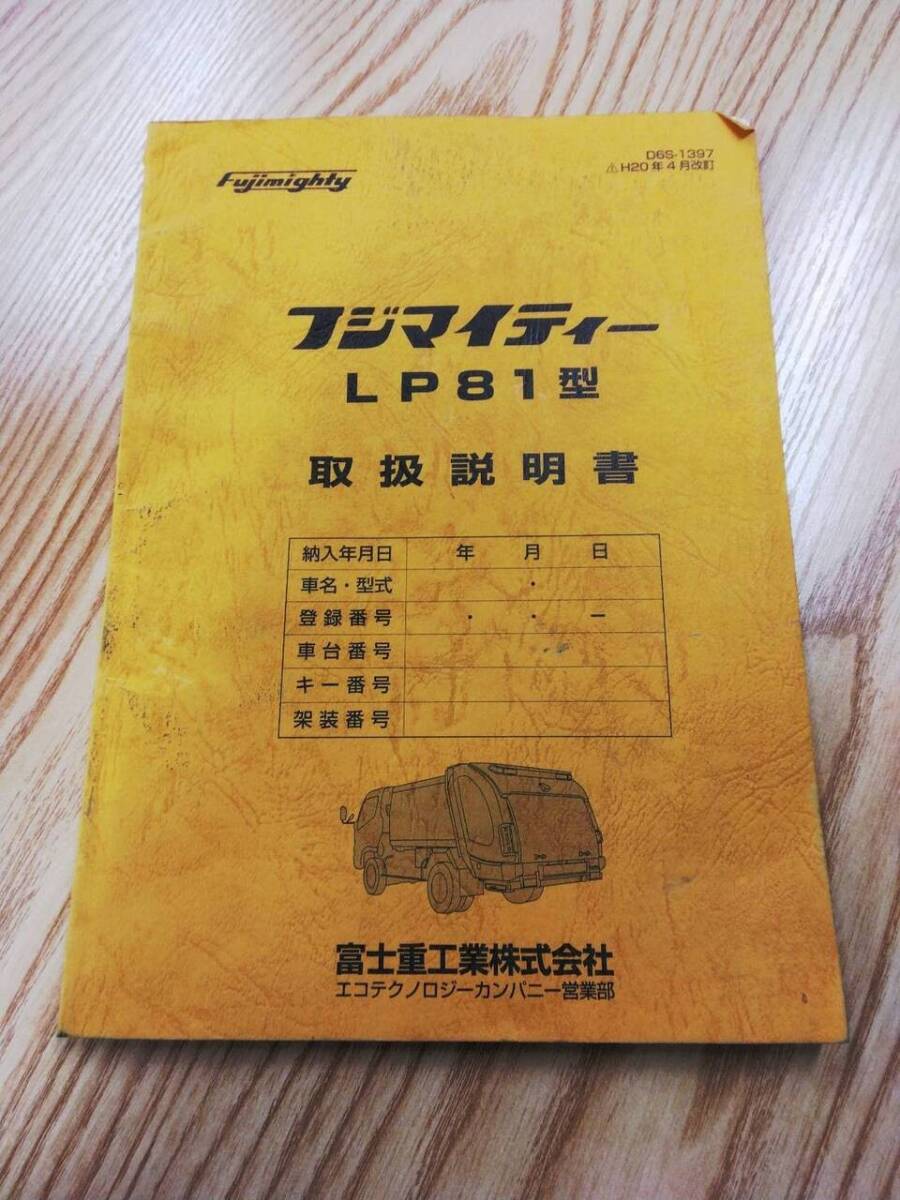 Fujimighty
D6S-1397
⚠H20年4月改訂
フジマイティー
LP81型
取扱説明書
納入年月日 年 月 日
車名・型式 ・
登録番号 ・ ・ ー
車台番号
キー番号
架装番号
富士重工業株式会社
エコテクノロジーカンパニー営業部